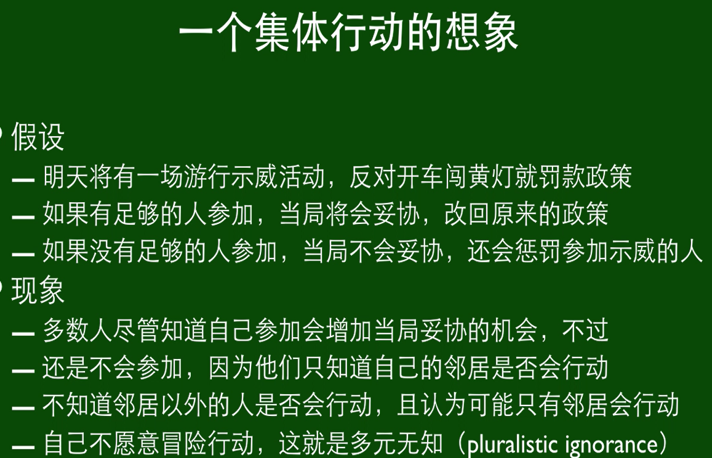 一个集体行动的想象
假设
— 明天将有一场游行示威活动，反对开车闯黄灯就罚款政策
— 如果有足够的人参加，当局将会妥协，改回原来的政策
— 如果没有足够的人参加，当局不会妥协，还会惩罚参加示威的人
现象
— 多数人尽管知道自己参加会增加当局妥协的机会，不过
— 还是不会参加，因为他们只知道自己的邻居是否会行动
— 不知道邻居以外的人是否会行动，且认为可能只有邻居会行动
— 自己不愿意冒险行动，这就是多元无知（pluralistic ignorance）